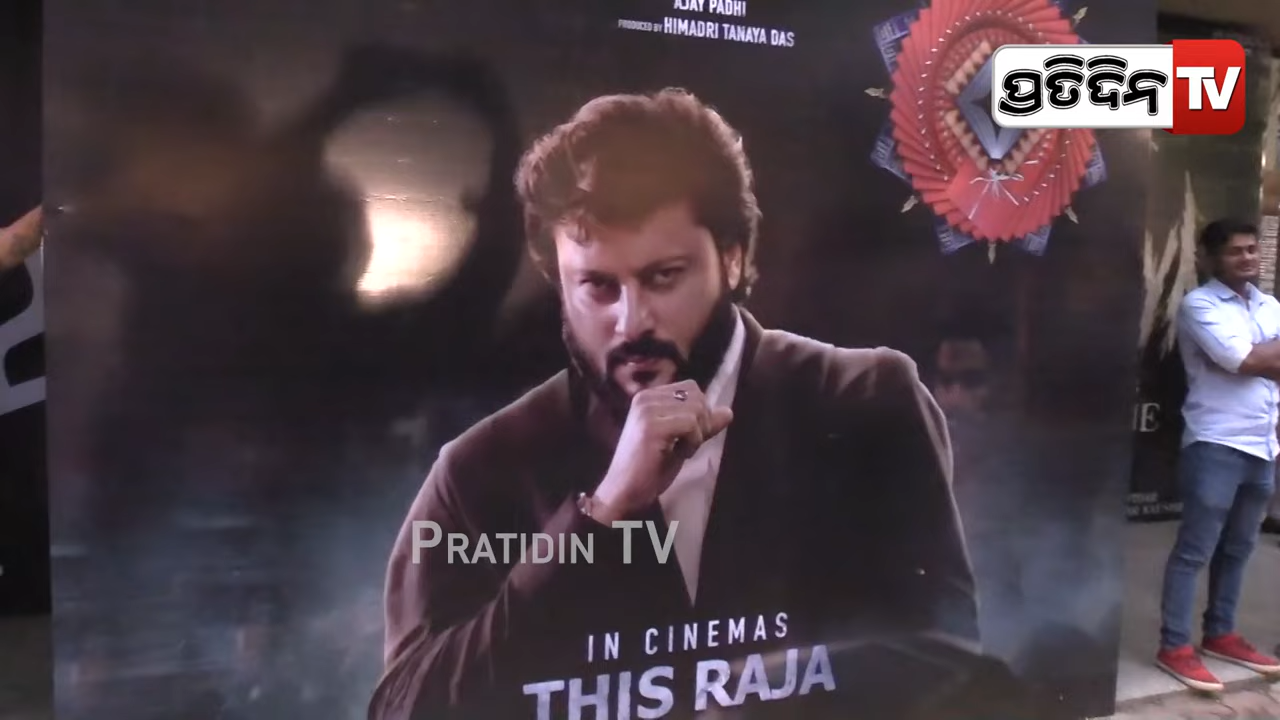 AJAY PADHI
PRODUCED BY HIMADRI TANAYA DAS
ପ୍ରତିଦିନ TV
PRATIDIN TV
IN CINEMAS
THIS RAJA